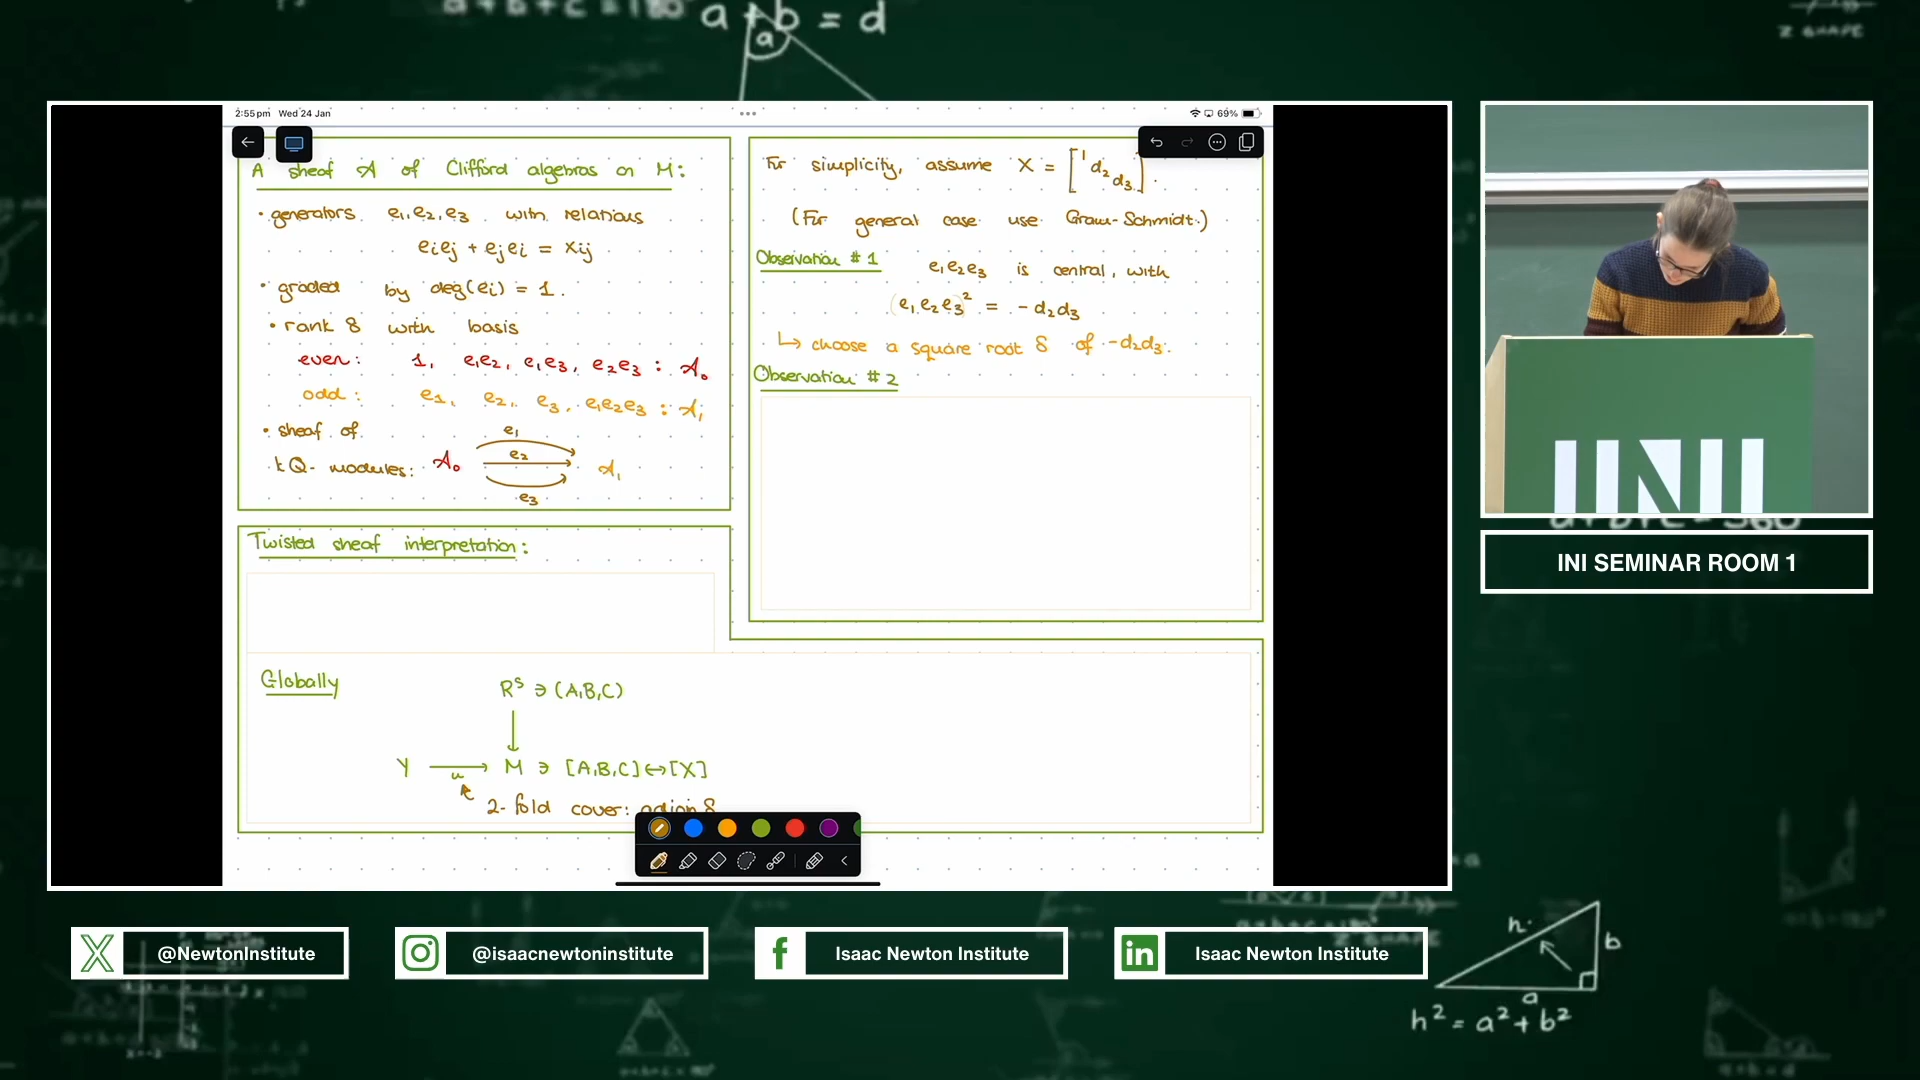 a + b + c = 180°
a + b = d
a
Z SHAPE
2:55 pm Wed 24 Jan
69%
A sheaf A of Clifford algebras on M:
• generators e₁, e₂, e₃ with relations
eᵢeⱼ + eⱼeᵢ = Xᵢⱼ
• graded by deg(eᵢ) = 1.
• rank 8 with basis
even: 1, e₁e₂, e₁e₃, e₂e₃ : A₀
odd: e₁, e₂, e₃, e₁e₂e₃ : A₁
• sheaf of
kQ-modules: A₀ e₁ e₂ e₃ A₁
Twisted sheaf interpretation:
For simplicity, assume X = [1 d₂ d₃].
(For general case use Gram-Schmidt.)
Observation #1 e₁e₂e₃ is central, with
(e₁e₂e₃)² = -d₂d₃
↳ choose a square root δ of -d₂d₃.
Observation #2
Globally
Rˢ ∋ (A,B,C)
Y → M ∋ [A,B,C] ↔ [X]
u
2-fold cover:
INI
INI SEMINAR ROOM 1
@NewtonInstitute
@isaacnewtoninstitute
Isaac Newton Institute
Isaac Newton Institute
h
b
a
h² = a² + b²